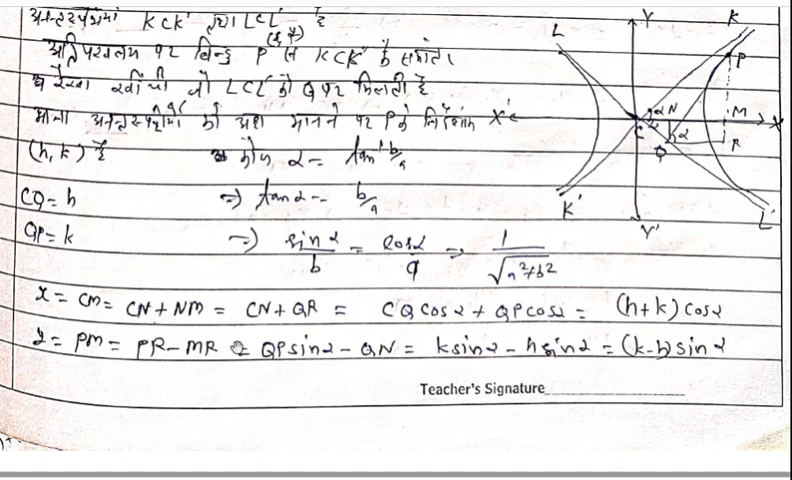 अनन्तस्पर्शियाँ KCK' तथा LCL' है
अतिपरवलय पर बिन्दु P (x, y) से KCK' के समांतर
रेखा खींची जो LCL' को Q पर मिलती है
माना अनन्तस्पर्शियों को अक्ष मानने पर P के निर्देशांक
(h, k) है कोण α = tan⁻¹ b/a
CQ = h ⇒ tan α = b/a
QP = k ⇒ sin α / b = cos α / a ⇒ 1 / √a²+b²
x = CM = CN + NM = CN + QR = CQ cos α + QP cos α = (h+k) cos α
y = PM = PR - MR = QP sin α - QN = k sin α - h sin α = (k-h) sin α
Teacher's Signature
L Y K
P
α N M X
X' C
Q α R
K' Y' L'